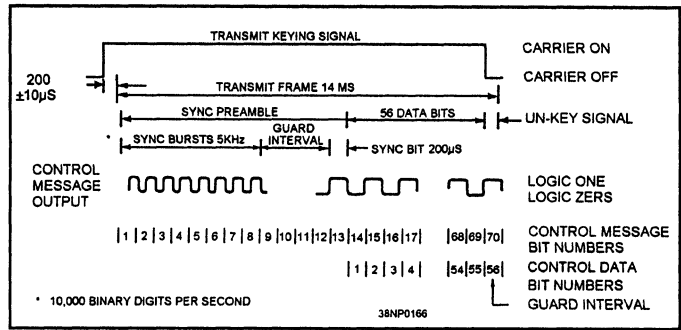 TRANSMIT KEYING SIGNAL
CARRIER ON
CARRIER OFF
200
±10µS
TRANSMIT FRAME 14 MS
SYNC PREAMBLE
56 DATA BITS
UN-KEY SIGNAL
* SYNC BURSTS 5KHz
GUARD
INTERVAL
SYNC BIT 200µS
CONTROL
MESSAGE
OUTPUT
LOGIC ONE
LOGIC ZERS
1 2 3 4 5 6 7 8 9 10 11 12 13 14 15 16 17 68 69 70
CONTROL MESSAGE
BIT NUMBERS
1 2 3 4 54 55 56
CONTROL DATA
BIT NUMBERS
GUARD INTERVAL
* 10,000 BINARY DIGITS PER SECOND
38NP0166